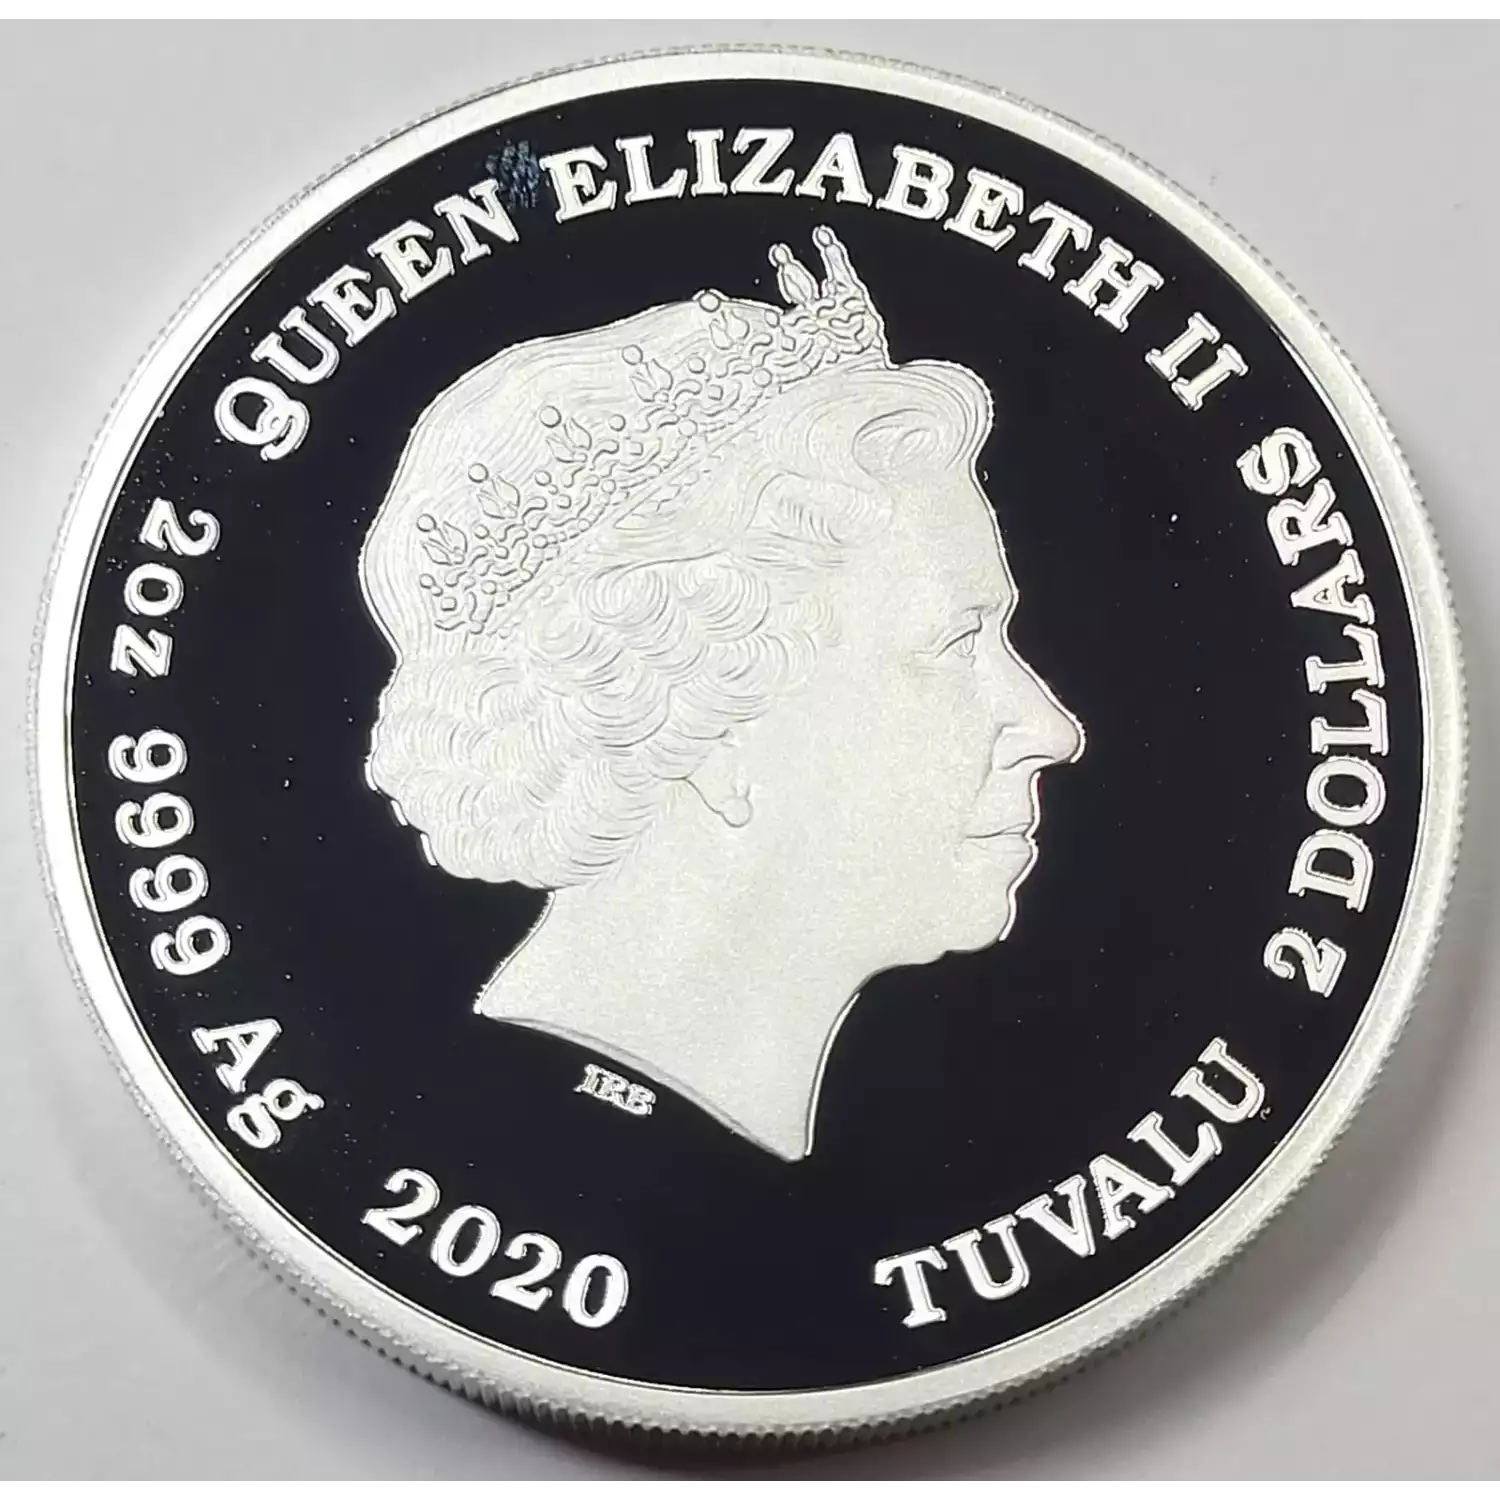 QUEEN ELIZABETH II
2 DOLLARS
TUVALU
2020
2oz 9999 Ag
IRB